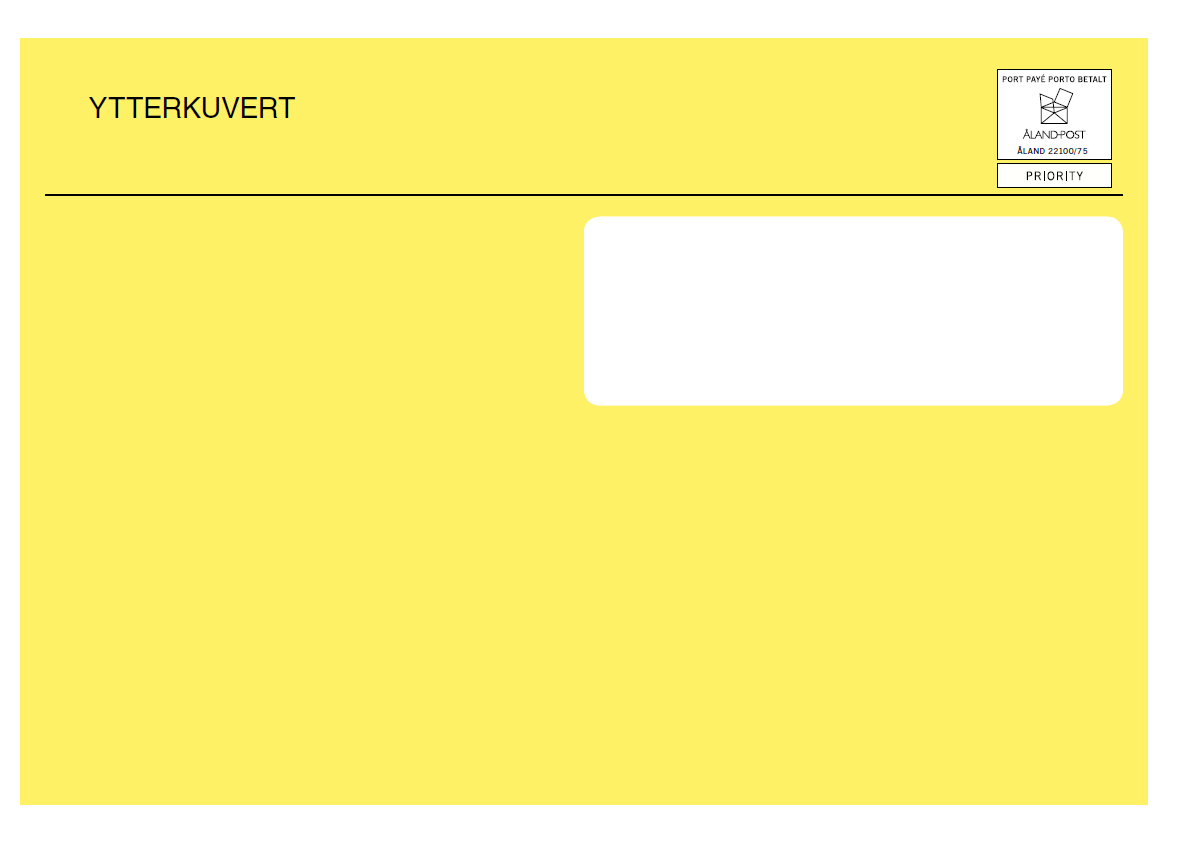 YTTERKUVERT
PORT PAYÉ PORTO BETALT
ÅLAND-POST
ÅLAND 22100/75
PRIORITY